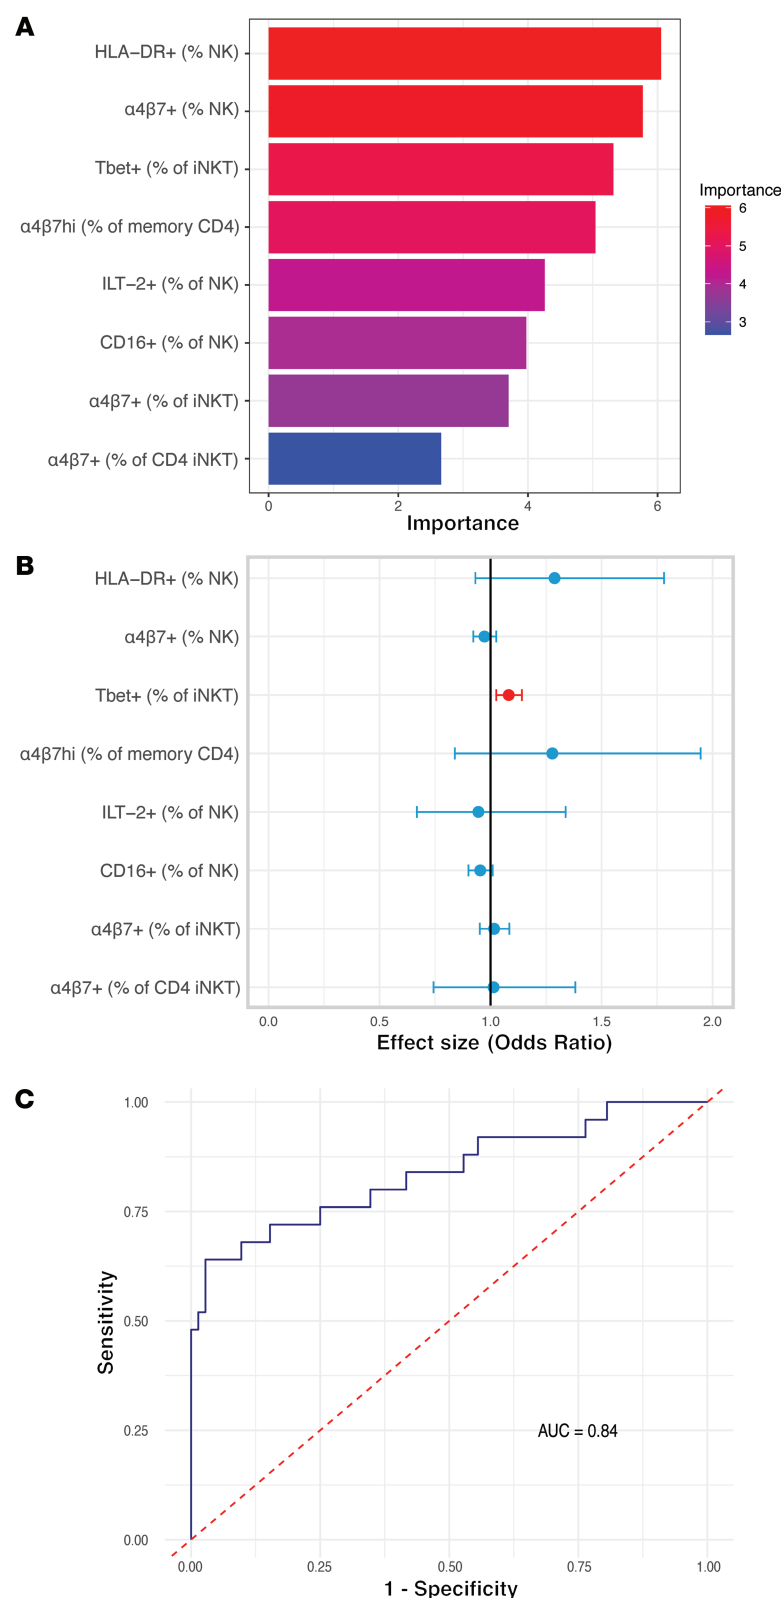 A
HLA–DR+ (% NK)
α4β7+ (% NK)
Tbet+ (% of iNKT)
α4β7hi (% of memory CD4)
ILT–2+ (% of NK)
CD16+ (% of NK)
α4β7+ (% of iNKT)
α4β7+ (% of CD4 iNKT)
0 2 4 6
Importance
Importance
6
5
4
3
B
HLA–DR+ (% NK)
α4β7+ (% NK)
Tbet+ (% of iNKT)
α4β7hi (% of memory CD4)
ILT–2+ (% of NK)
CD16+ (% of NK)
α4β7+ (% of iNKT)
α4β7+ (% of CD4 iNKT)
0.0 0.5 1.0 1.5 2.0
Effect size (Odds Ratio)
C
1.00
0.75
0.50
0.25
0.00
Sensitivity
AUC = 0.84
0.00 0.25 0.50 0.75 1.00
1 - Specificity